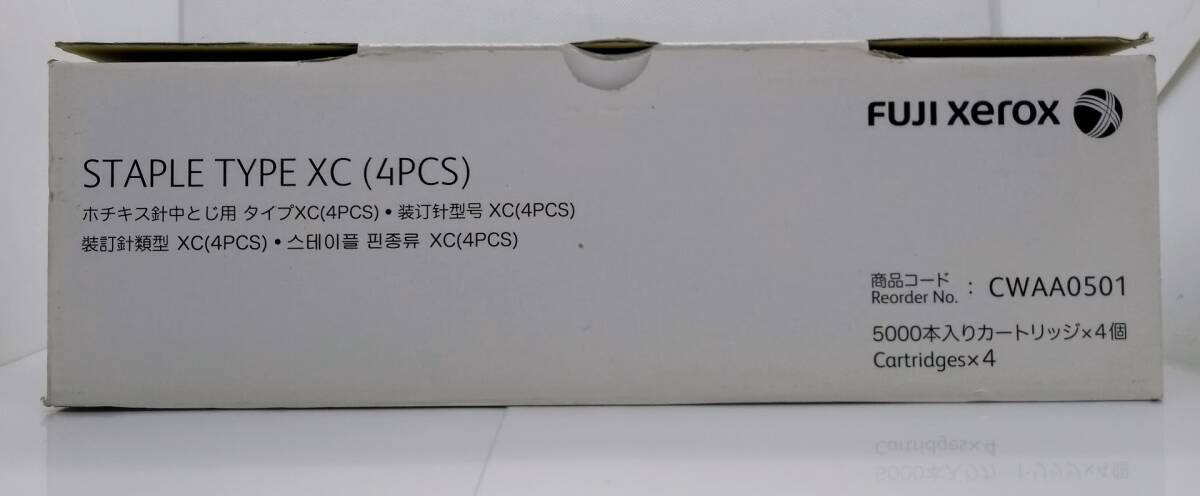 FUJI xerox
STAPLE TYPE XC (4PCS)
ホチキス針中とじ用 タイプXC(4PCS)・装订针型号 XC(4PCS)
裝訂針類型 XC(4PCS)・스테이플 핀종류 XC(4PCS)
商品コード
Reorder No. : CWAA0501
5000本入りカートリッジ×4個
Cartridges×4